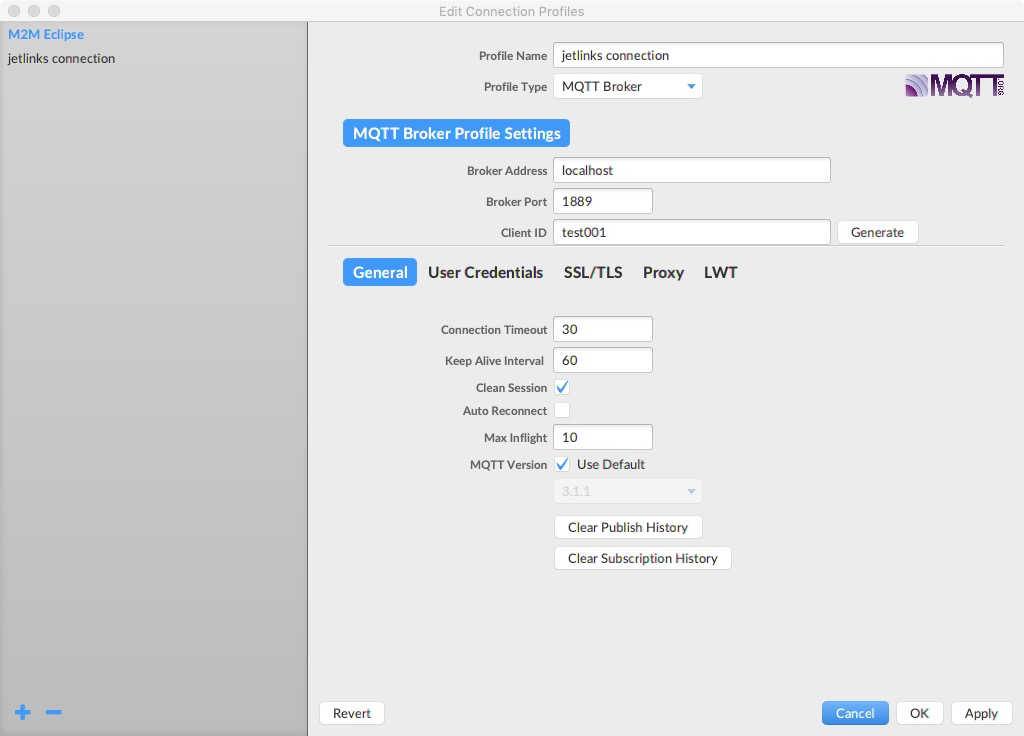 Edit Connection Profiles
M2M Eclipse
jetlinks connection
Profile Name jetlinks connection
Profile Type MQTT Broker
MQTT.ORG
MQTT Broker Profile Settings
Broker Address localhost
Broker Port 1889
Client ID test001 Generate
General User Credentials SSL/TLS Proxy LWT
Connection Timeout 30
Keep Alive Interval 60
Clean Session
Auto Reconnect
Max Inflight 10
MQTT Version Use Default
3.1.1
Clear Publish History
Clear Subscription History
Revert Cancel OK Apply